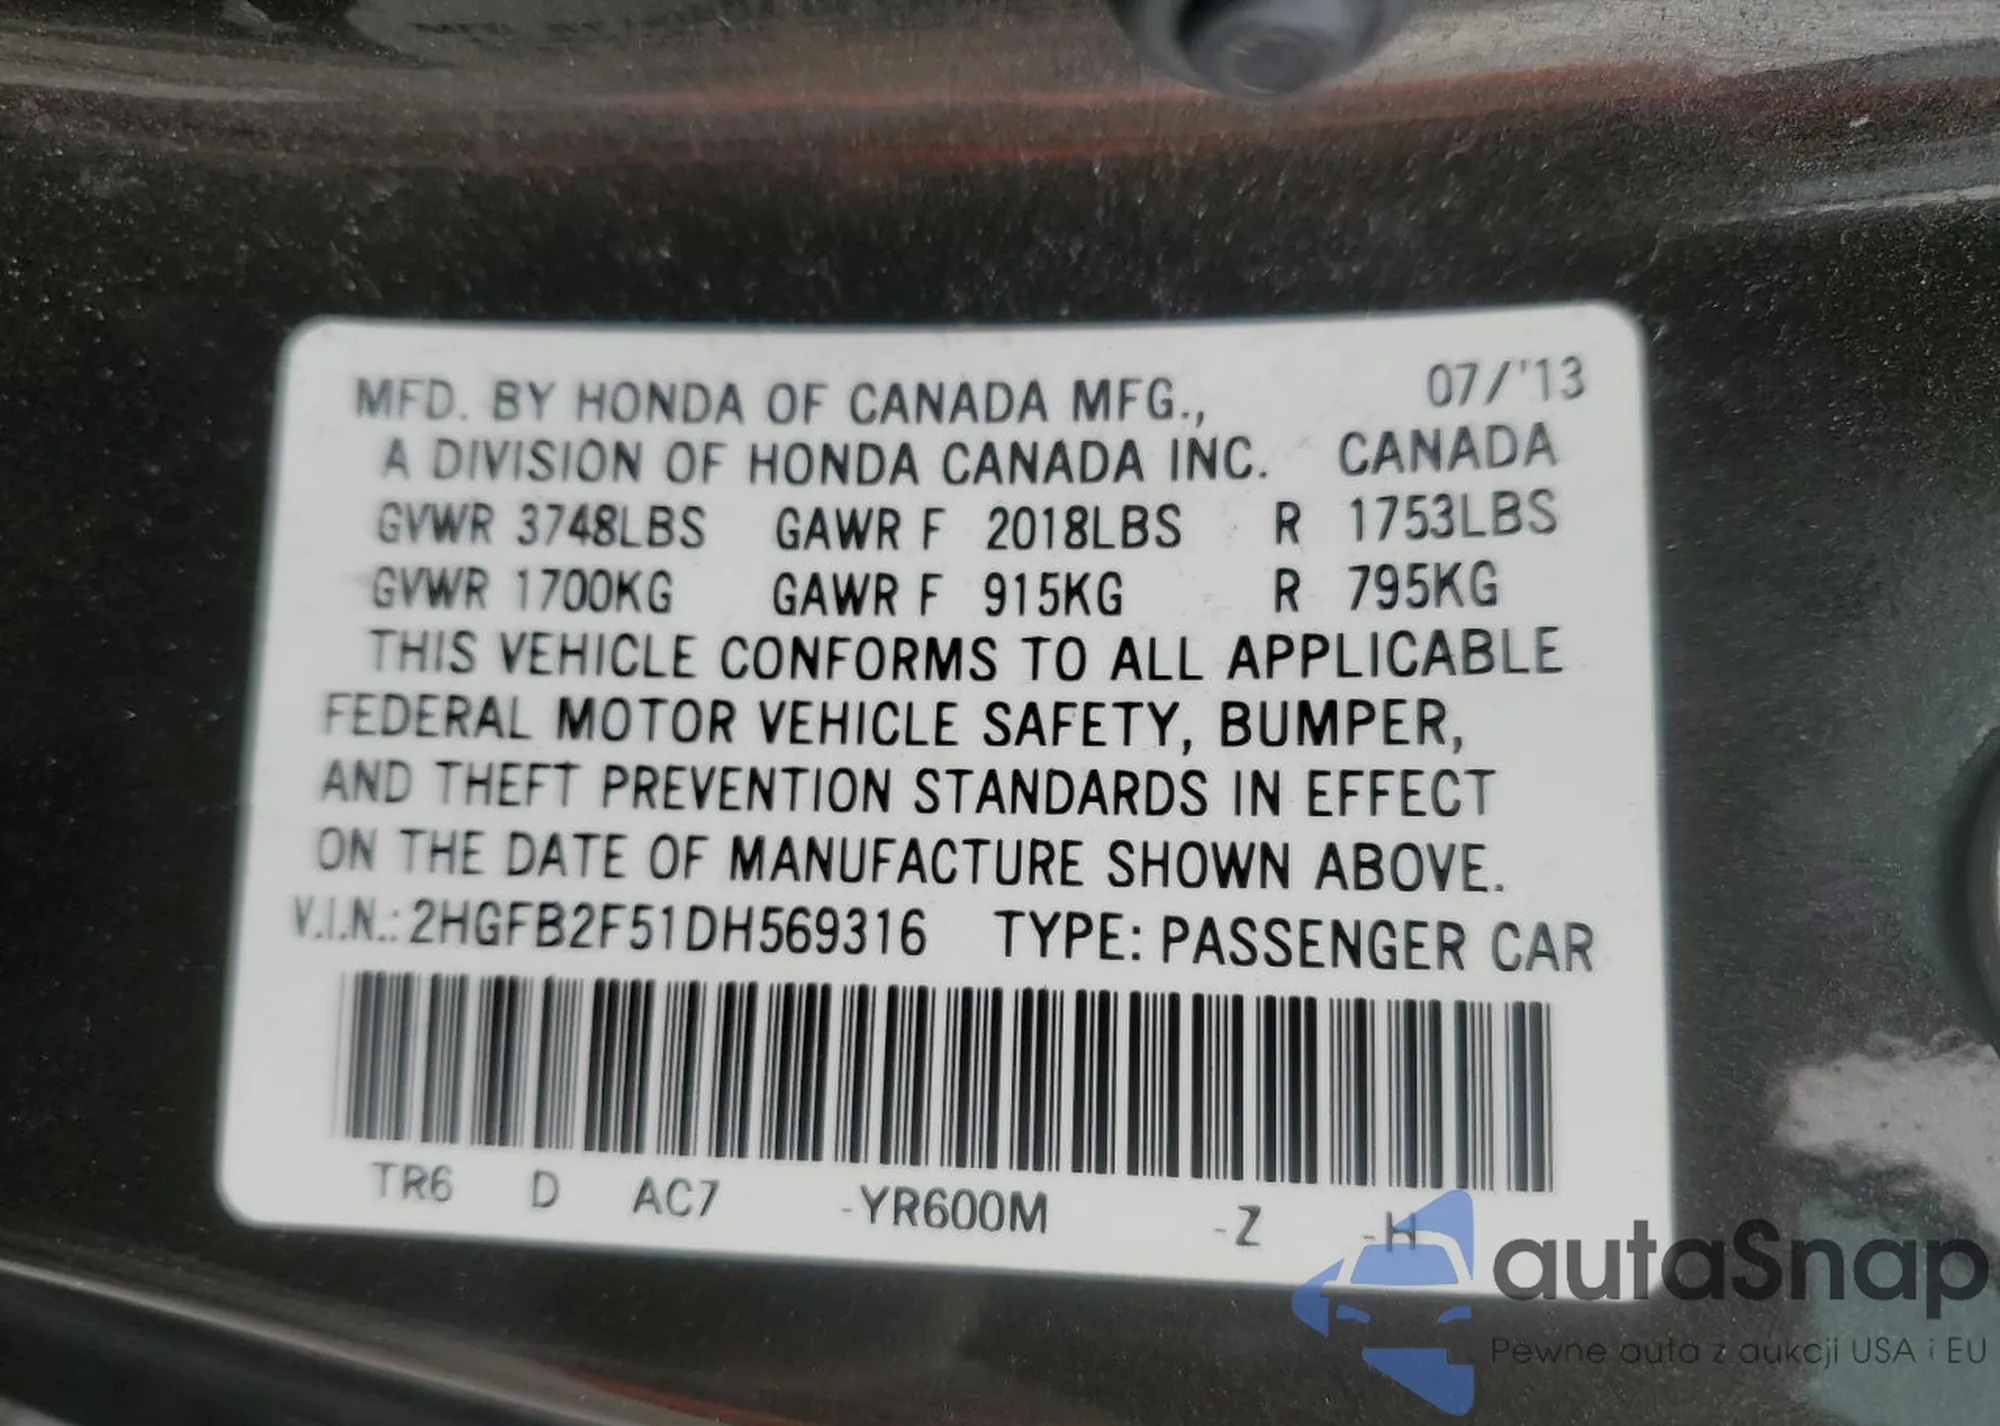 MFD. BY HONDA OF CANADA MFG., 07/'13
A DIVISION OF HONDA CANADA INC. CANADA
GVWR 3748LBS GAWR F 2018LBS R 1753LBS
GVWR 1700KG GAWR F 915KG R 795KG
THIS VEHICLE CONFORMS TO ALL APPLICABLE
FEDERAL MOTOR VEHICLE SAFETY, BUMPER,
AND THEFT PREVENTION STANDARDS IN EFFECT
ON THE DATE OF MANUFACTURE SHOWN ABOVE.
V.I.N.: 2HGFB2F51DH569316 TYPE: PASSENGER CAR
TR6 D AC7 -YR600M -Z -H
autaSnap
Pewne auta z aukcji USA i EU